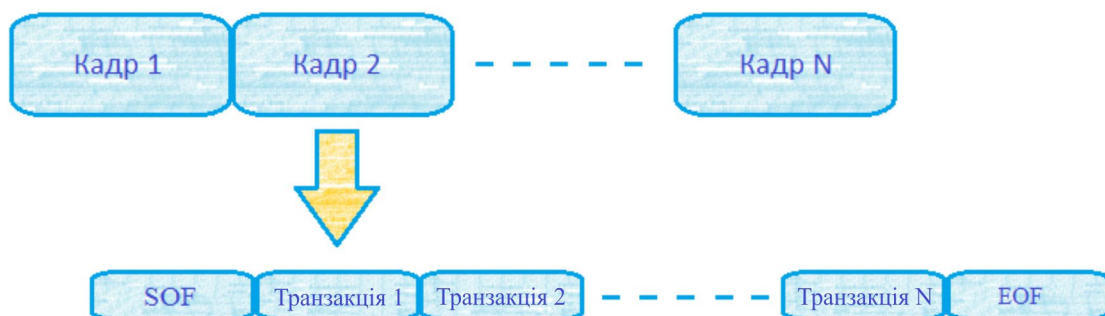 Кадр 1 Кадр 2 Кадр N
SOF Транзакція 1 Транзакція 2 Транзакція N EOF